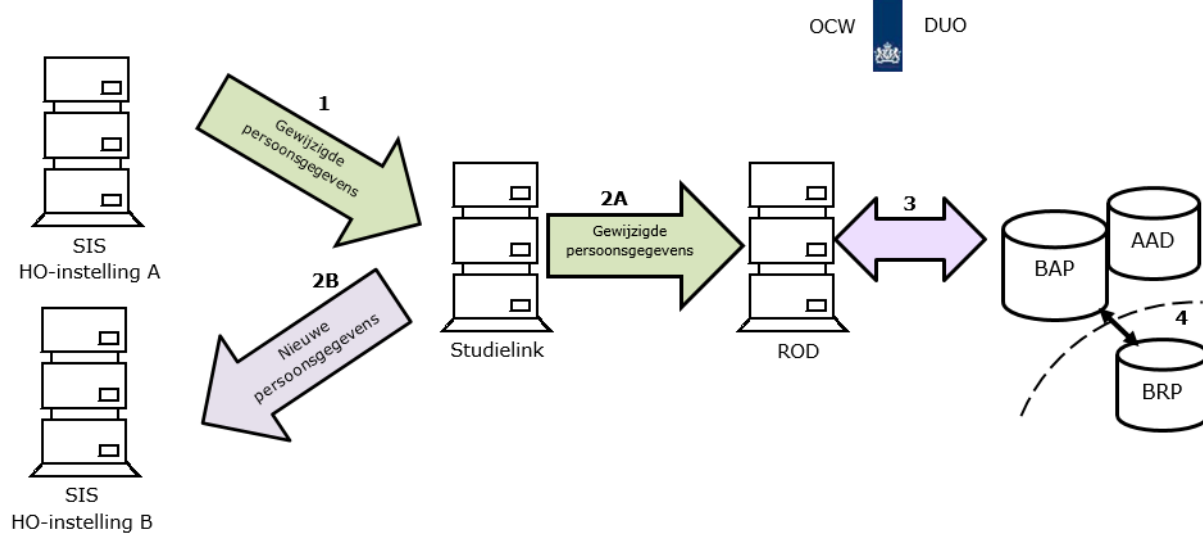 OCW
DUO
1
Gewijzigde
persoonsgegevens
SIS
HO-instelling A
2A
Gewijzigde
persoonsgegevens
3
AAD
BAP
2B
Nieuwe
persoonsgegevens
4
Studielink
ROD
BRP
SIS
HO-instelling B